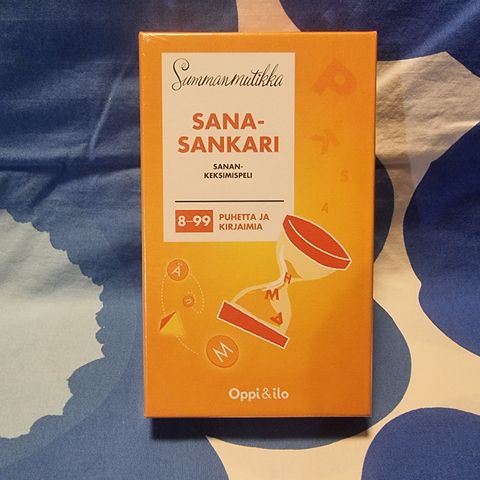 Summanmutikka
SANA-
SANKARI
SANAN-
KEKSIMISPELI
8–99 PUHETTA JA
KIRJAIMIA
P
K
S
A
H
M
A
Ä
M
Oppi&ilo